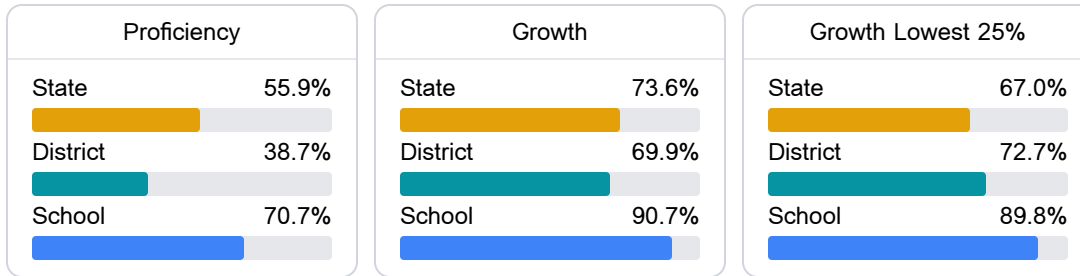 Proficiency
State 55.9%
District 38.7%
School 70.7%
Growth
State 73.6%
District 69.9%
School 90.7%
Growth Lowest 25%
State 67.0%
District 72.7%
School 89.8%